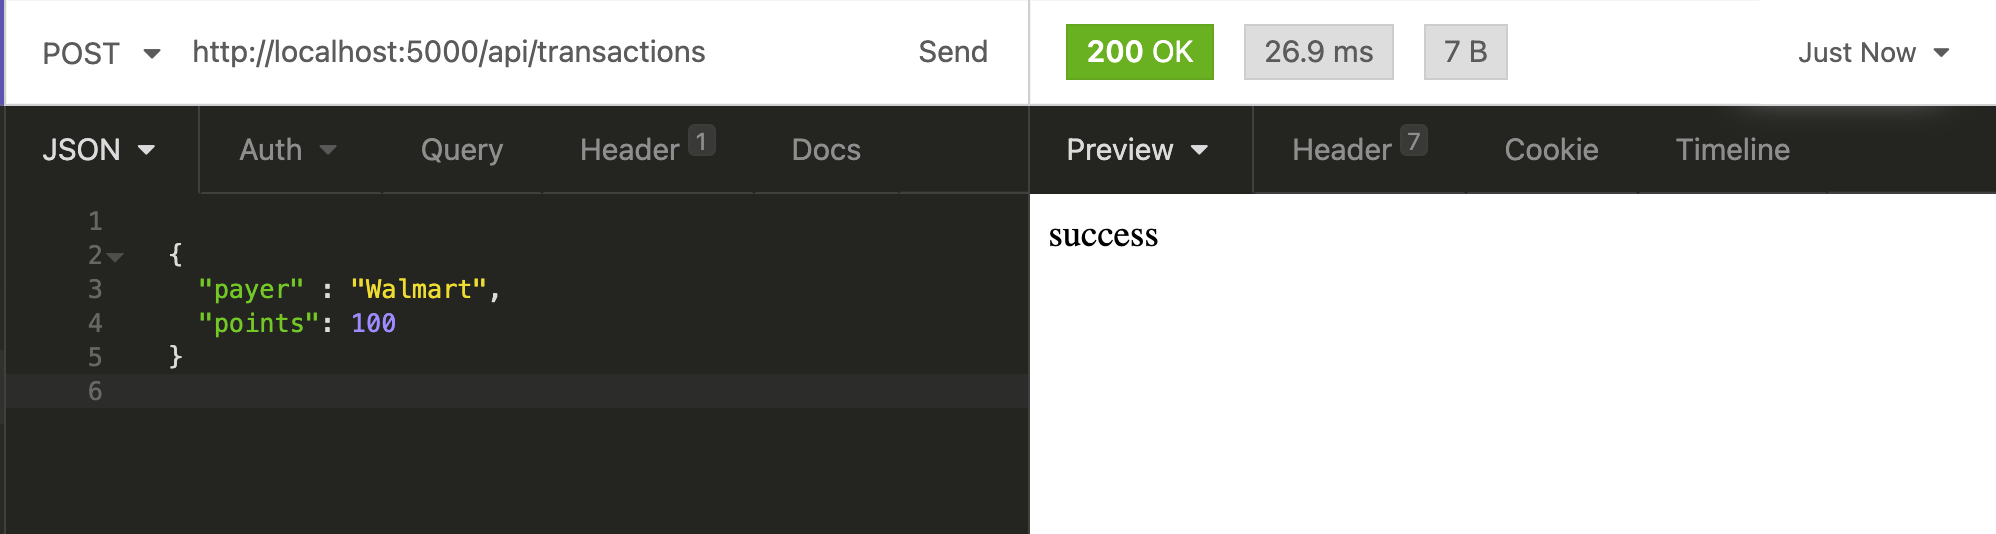 POST http://localhost:5000/api/transactions Send 200 OK 26.9 ms 7 B Just Now
JSON Auth Query Header 1 Docs Preview Header 7 Cookie Timeline
1
2 {
3 "payer" : "Walmart",
4 "points": 100
5 }
6
success